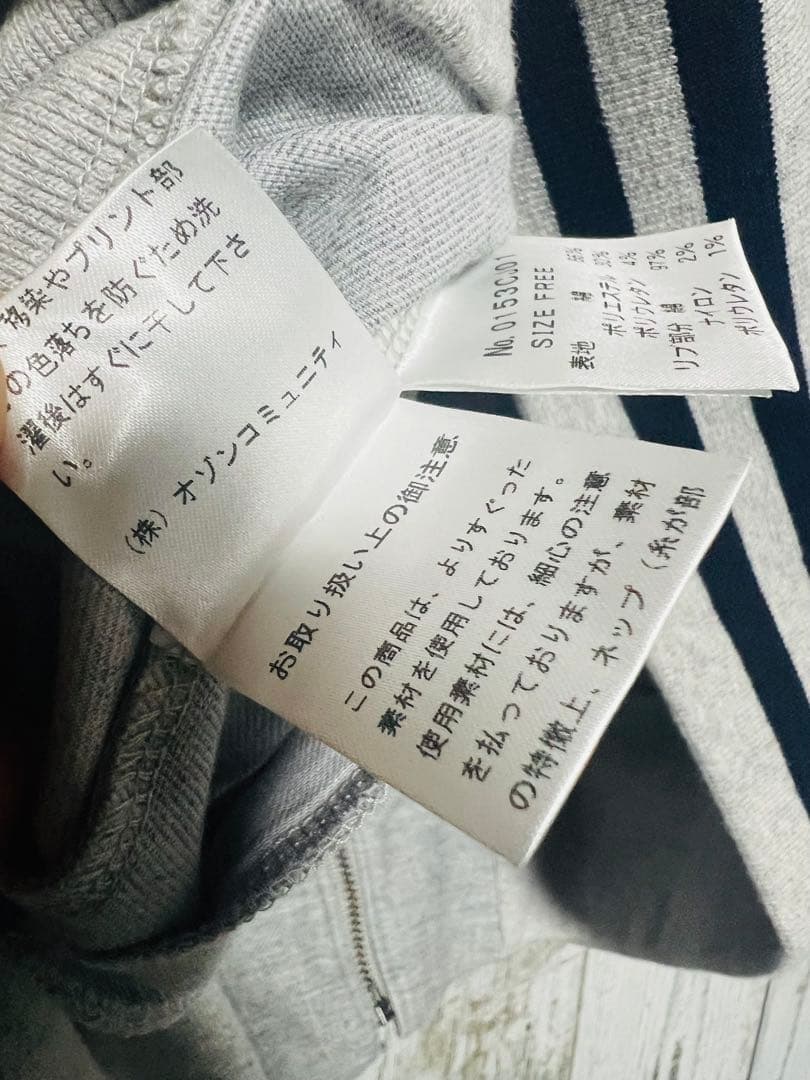 移染やプリント部
の色落ちを防ぐため洗
濯後はすぐに干して下さ
い。
(株) オゾンコミュニティ
お取り扱い上の御注意
この商品は、よりすぐった
素材を使用しております。
使用素材には、細心の注意
を払っておりますが、素材
の特徴上、ネップ（糸が部
No. 0153CJ01
SIZE FREE
表地 綿 66%
ポリエステル 30%
ポリウレタン 4%
リブ部分 綿 97%
ナイロン 2%
ポリウレタン 1%